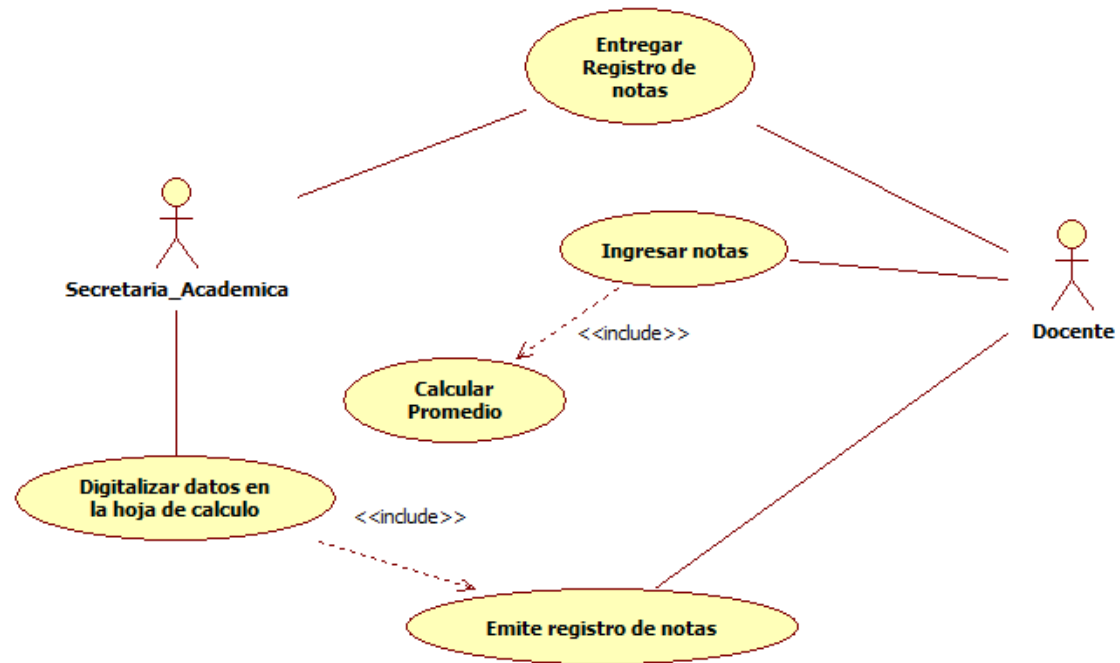 Entregar
Registro de
notas
Ingresar notas
Secretaria_Academica
<<include>>
Docente
Calcular
Promedio
Digitalizar datos en
la hoja de calculo
<<include>>
Emite registro de notas